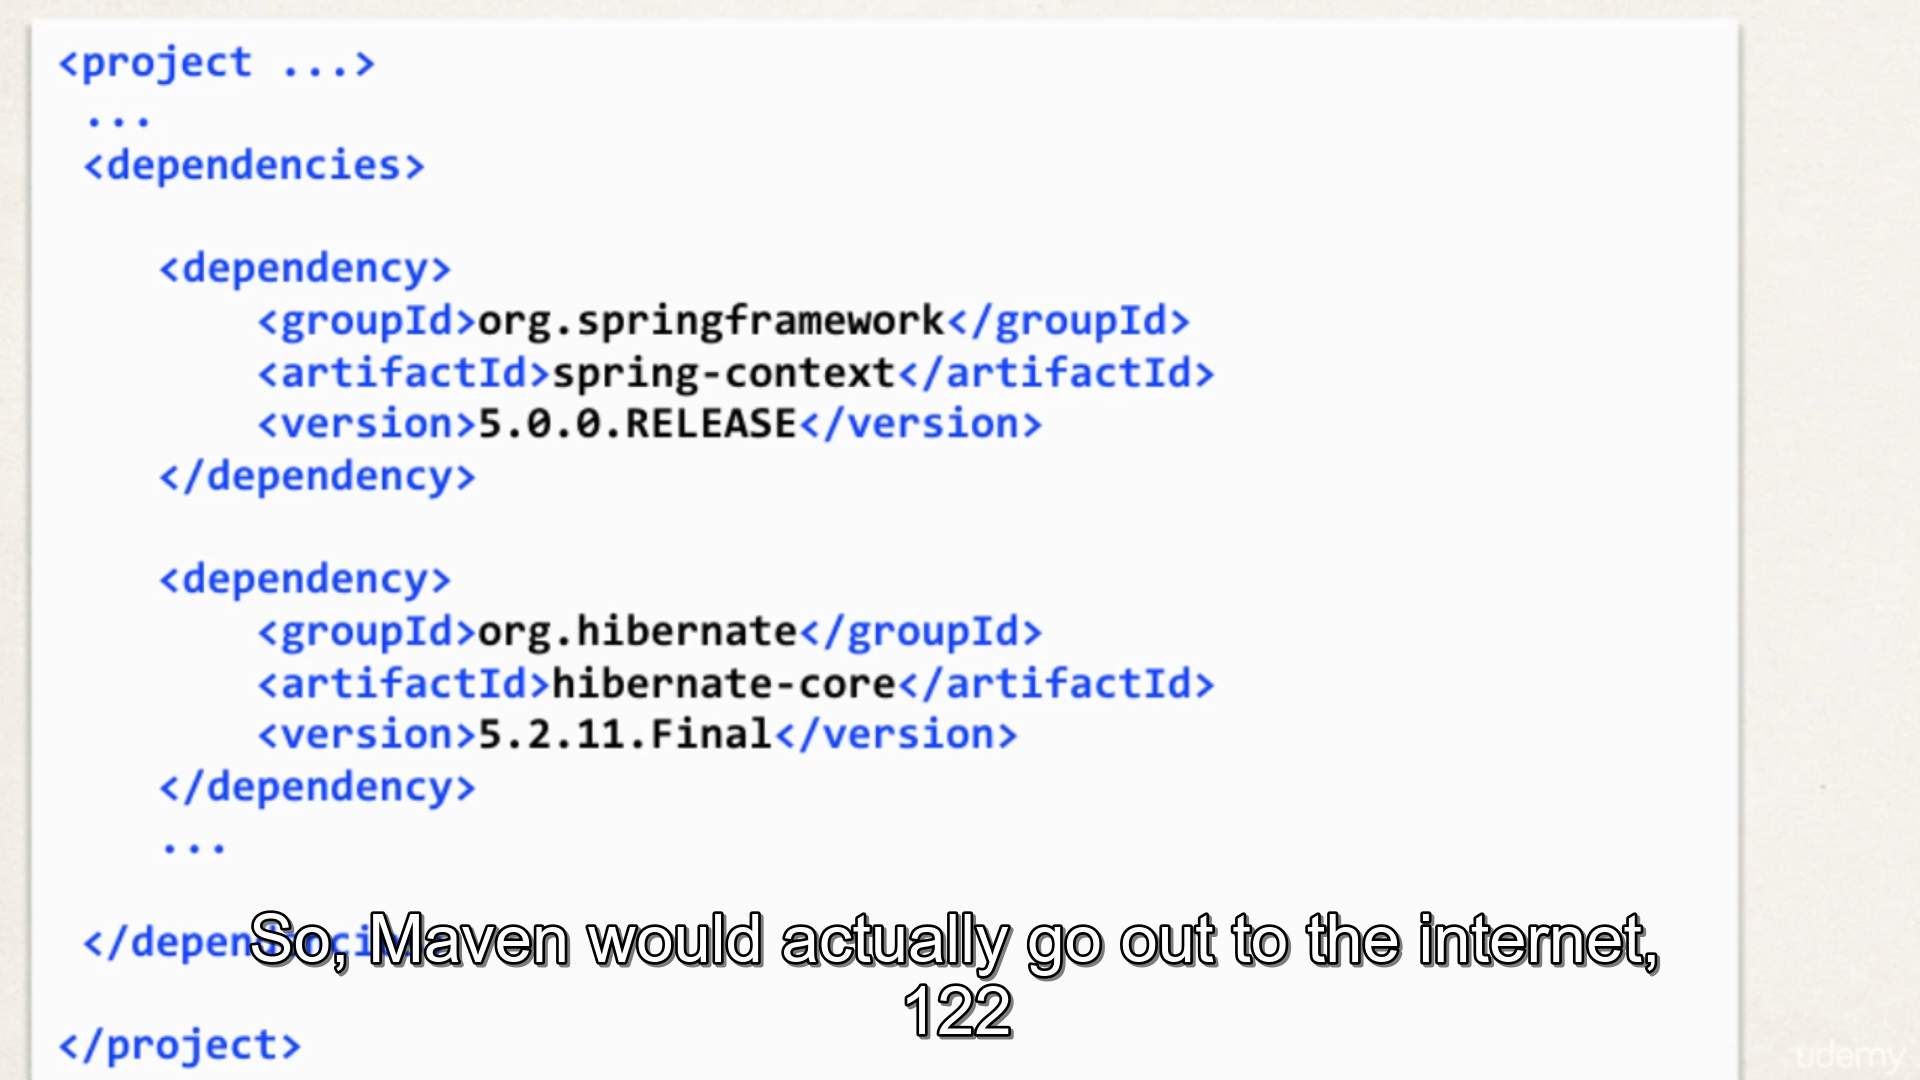 <project ...>
...
<dependencies>
<dependency>
<groupId>org.springframework</groupId>
<artifactId>spring-context</artifactId>
<version>5.0.0.RELEASE</version>
</dependency>
<dependency>
<groupId>org.hibernate</groupId>
<artifactId>hibernate-core</artifactId>
<version>5.2.11.Final</version>
</dependency>
...
</dependencies>
So, Maven would actually go out to the internet,
122
</project>
udemy